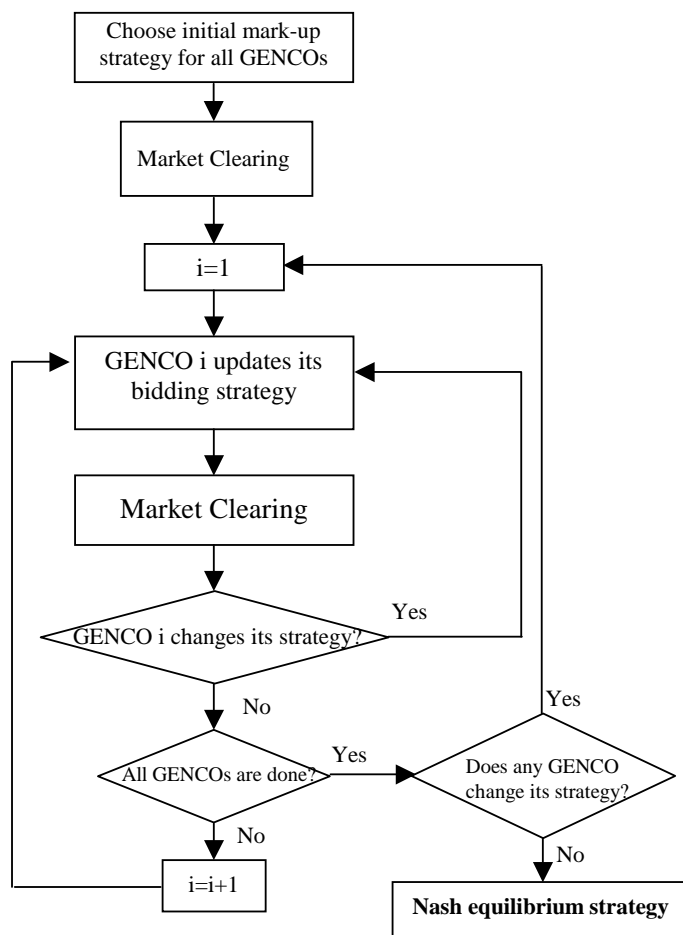 Choose initial mark-up
strategy for all GENCOs
Market Clearing
i=1
GENCO i updates its
bidding strategy
Market Clearing
GENCO i changes its strategy?
Yes
No
All GENCOs are done?
Yes
No
i=i+1
Does any GENCO
change its strategy?
Yes
No
Nash equilibrium strategy